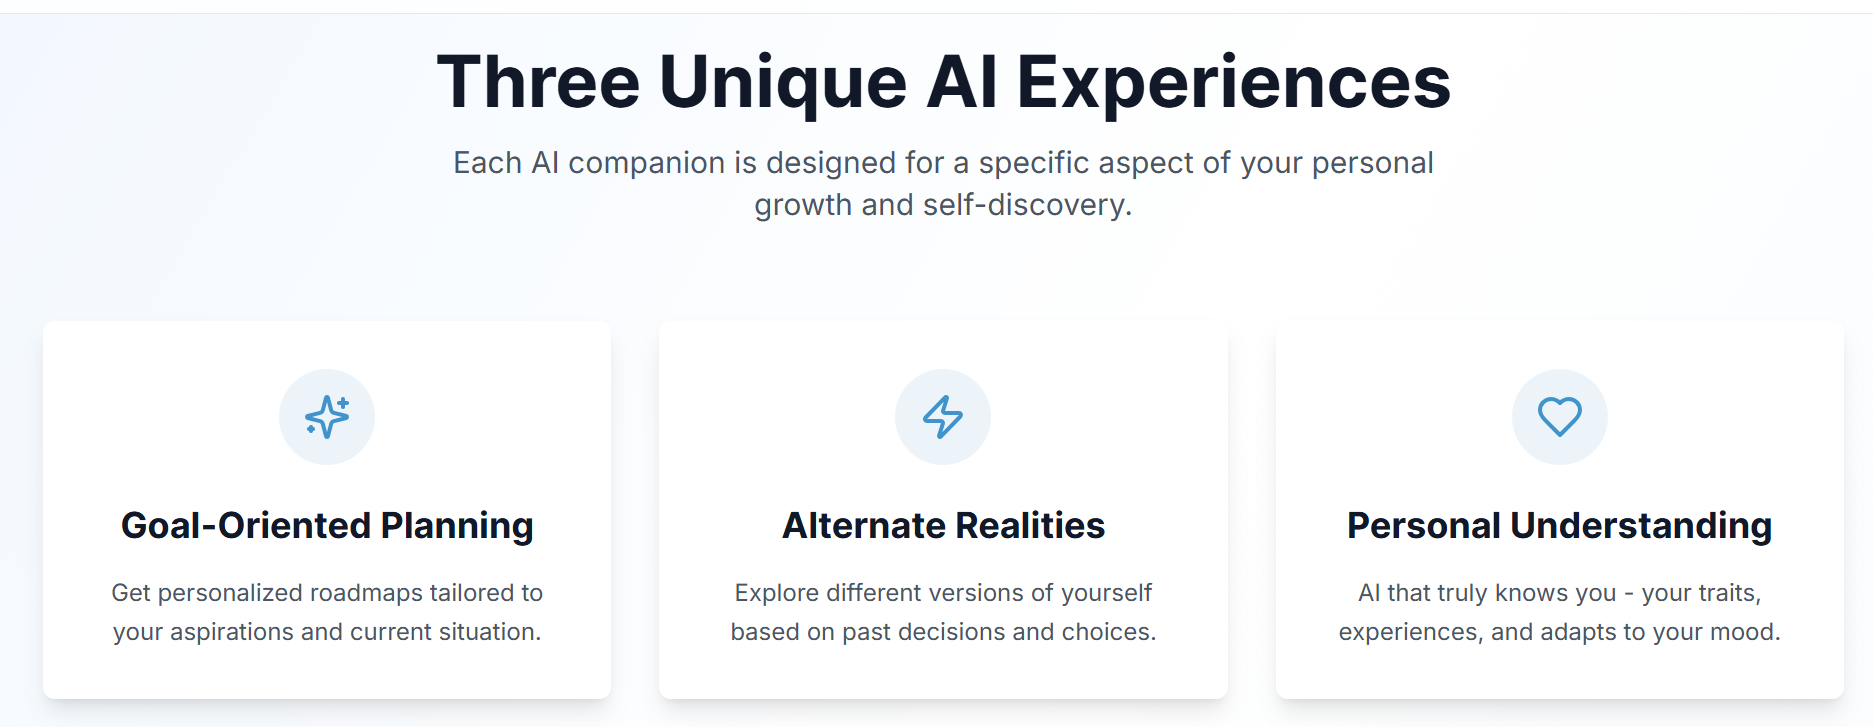 Three Unique AI Experiences
Each AI companion is designed for a specific aspect of your personal
growth and self-discovery.
Goal-Oriented Planning
Get personalized roadmaps tailored to
your aspirations and current situation.
Alternate Realities
Explore different versions of yourself
based on past decisions and choices.
Personal Understanding
AI that truly knows you - your traits,
experiences, and adapts to your mood.